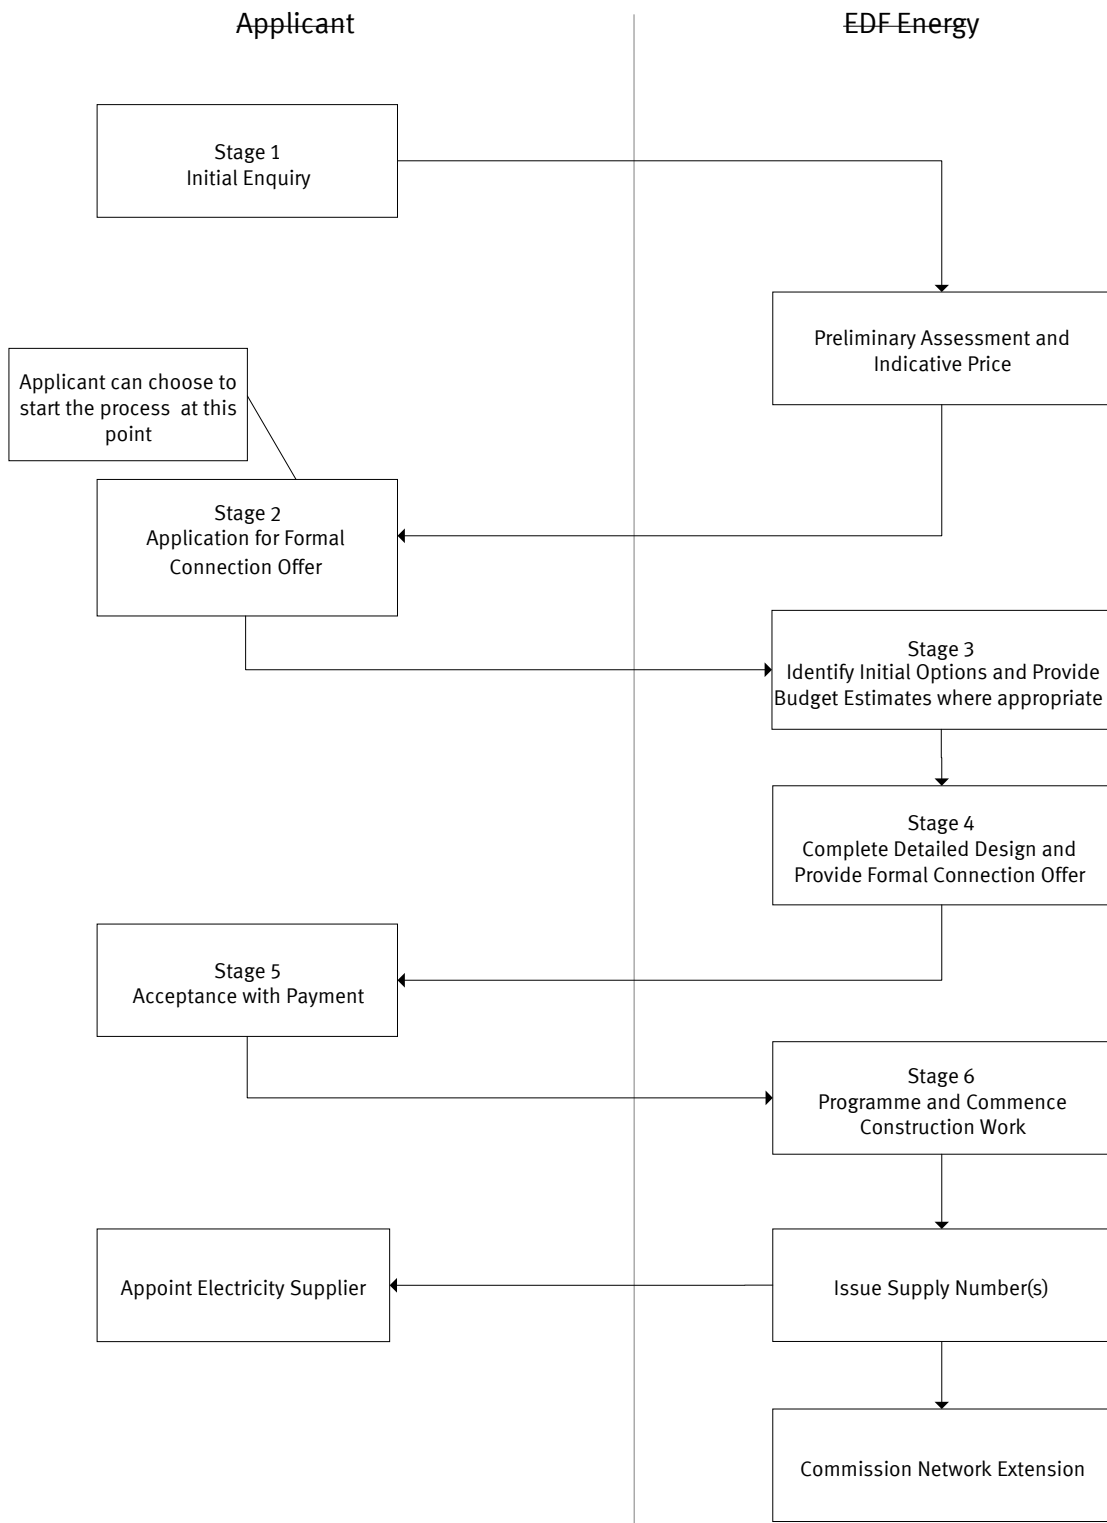 Applicant
EDF Energy
Stage 1
Initial Enquiry
Preliminary Assessment and
Indicative Price
Applicant can choose to
start the process at this
point
Stage 2
Application for Formal
Connection Offer
Stage 3
Identify Initial Options and Provide
Budget Estimates where appropriate
Stage 4
Complete Detailed Design and
Provide Formal Connection Offer
Stage 5
Acceptance with Payment
Stage 6
Programme and Commence
Construction Work
Appoint Electricity Supplier
Issue Supply Number(s)
Commission Network Extension